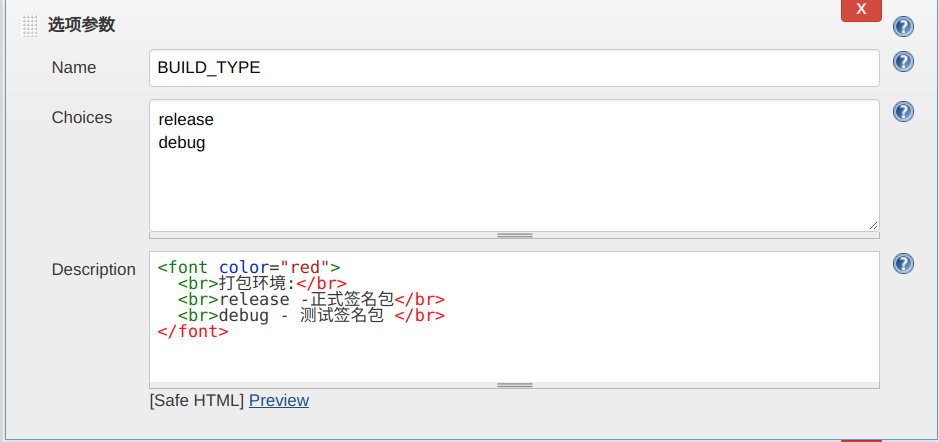 选项参数
X
Name
BUILD_TYPE
Choices
release
debug
Description
<font color="red">
<br>打包环境:</br>
<br>release -正式签名包</br>
<br>debug - 测试签名包 </br>
</font>
[Safe HTML] Preview